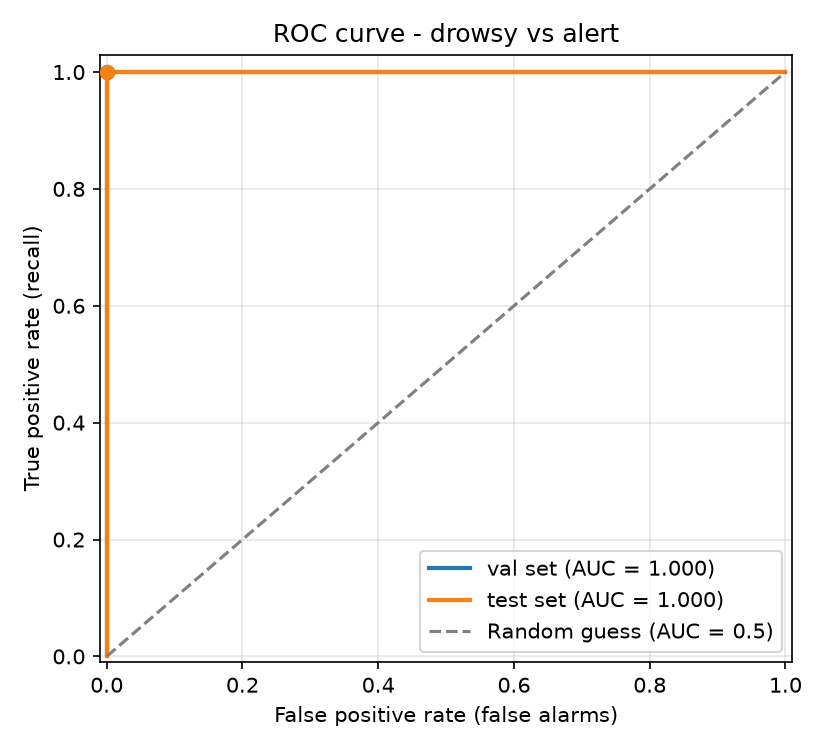 ROC curve - drowsy vs alert
True positive rate (recall)
1.0
0.8
0.6
0.4
0.2
0.0
val set (AUC = 1.000)
test set (AUC = 1.000)
Random guess (AUC = 0.5)
0.0 0.2 0.4 0.6 0.8 1.0
False positive rate (false alarms)